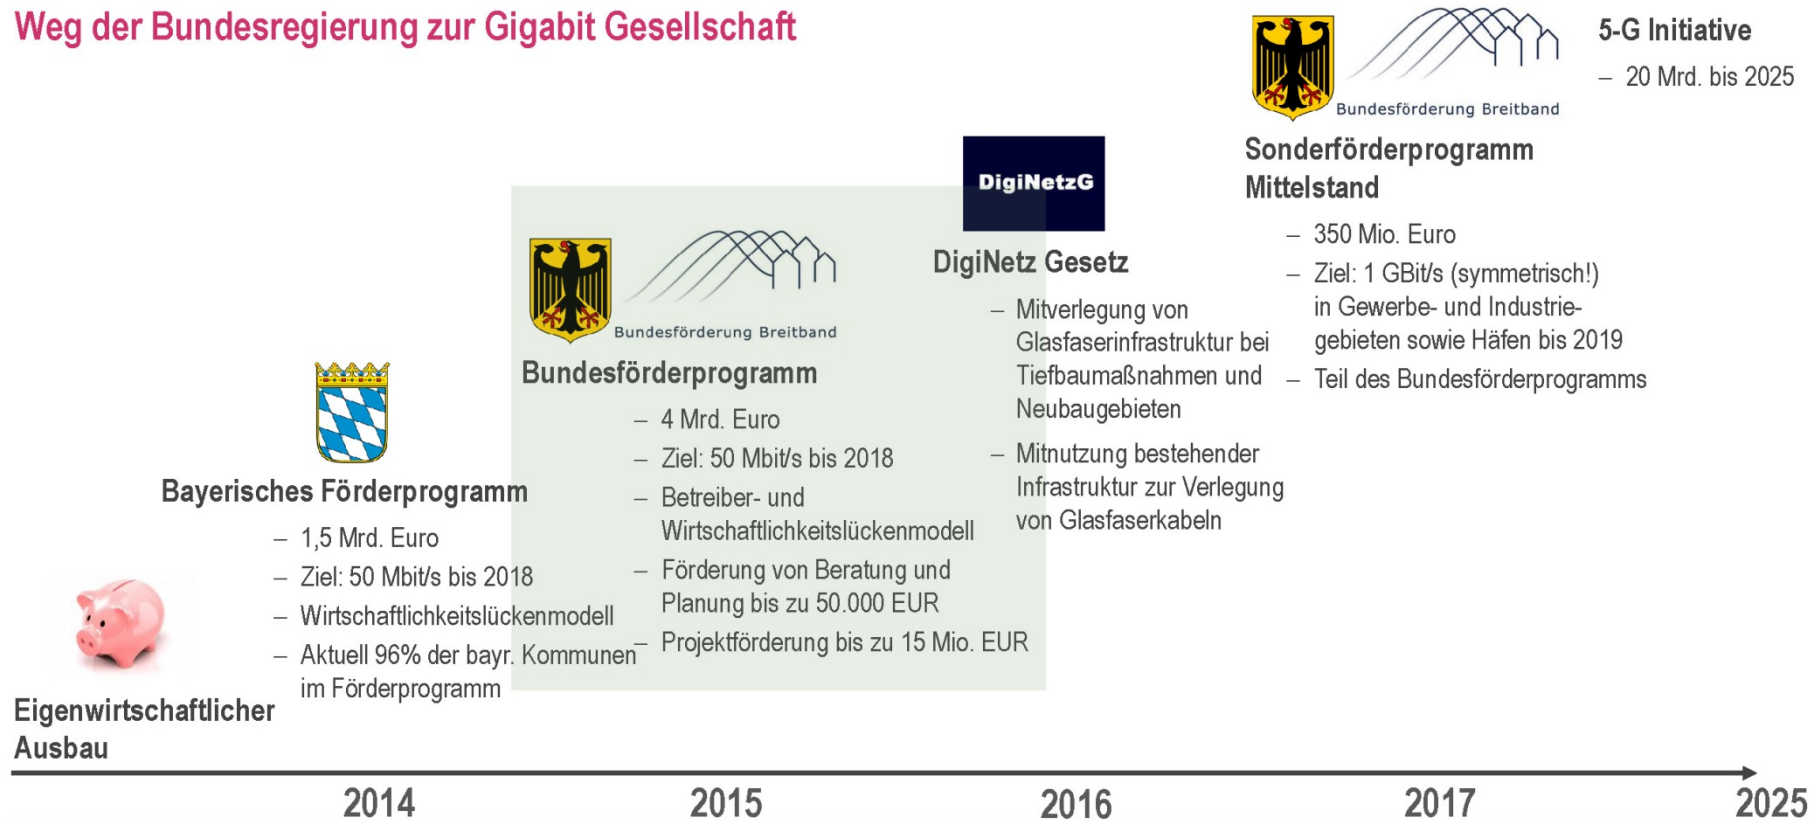 Weg der Bundesregierung zur Gigabit Gesellschaft
Eigenwirtschaftlicher
Ausbau
Bayerisches Förderprogramm
– 1,5 Mrd. Euro
– Ziel: 50 Mbit/s bis 2018
– Wirtschaftlichkeitslückenmodell
– Aktuell 96% der bayr. Kommunen
im Förderprogramm
Bundesförderung Breitband
Bundesförderprogramm
– 4 Mrd. Euro
– Ziel: 50 Mbit/s bis 2018
– Betreiber- und
Wirtschaftlichkeitslückenmodell
– Förderung von Beratung und
Planung bis zu 50.000 EUR
– Projektförderung bis zu 15 Mio. EUR
DigiNetzG
DigiNetz Gesetz
– Mitverlegung von
Glasfaserinfrastruktur bei
Tiefbaumaßnahmen und
Neubaugebieten
– Mitnutzung bestehender
Infrastruktur zur Verlegung
von Glasfaserkabeln
Bundesförderung Breitband
Sonderförderprogramm
Mittelstand
– 350 Mio. Euro
– Ziel: 1 GBit/s (symmetrisch!)
in Gewerbe- und Industrie-
gebieten sowie Häfen bis 2019
– Teil des Bundesförderprogramms
5-G Initiative
– 20 Mrd. bis 2025
2014
2015
2016
2017
2025